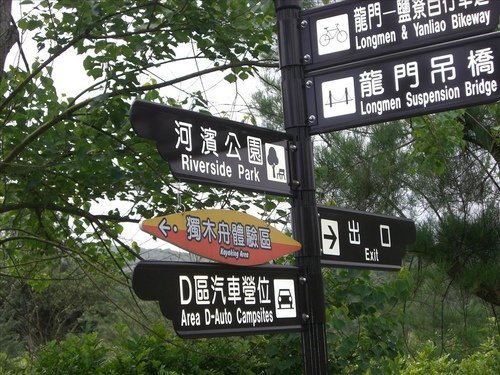 龍門—鹽寮自行車道
Longmen & Yanliao Bikeway
龍門吊橋
Longmen Suspension Bridge
河濱公園
Riverside Park
獨木舟體驗區
Kayaking Area
出口
Exit
D區汽車營位
Area D-Auto Campsites